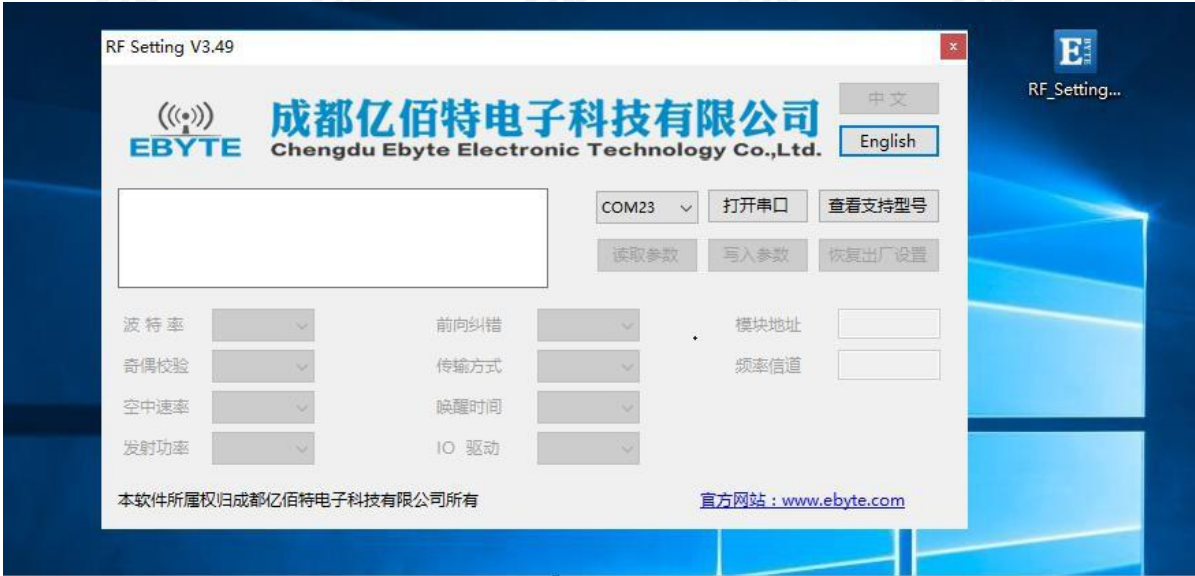 RF Setting V3.49
x
E BYTE
RF_Setting...
EBYTE
成都亿佰特电子科技有限公司
Chengdu Ebyte Electronic Technology Co.,Ltd.
中文
English
COM23
打开串口
查看支持型号
读取参数
写入参数
恢复出厂设置
波特率
前向纠错
模块地址
奇偶校验
传输方式
频率信道
空中速率
唤醒时间
发射功率
IO 驱动
本软件所属权归成都亿佰特电子科技有限公司所有
官方网站：www.ebyte.com